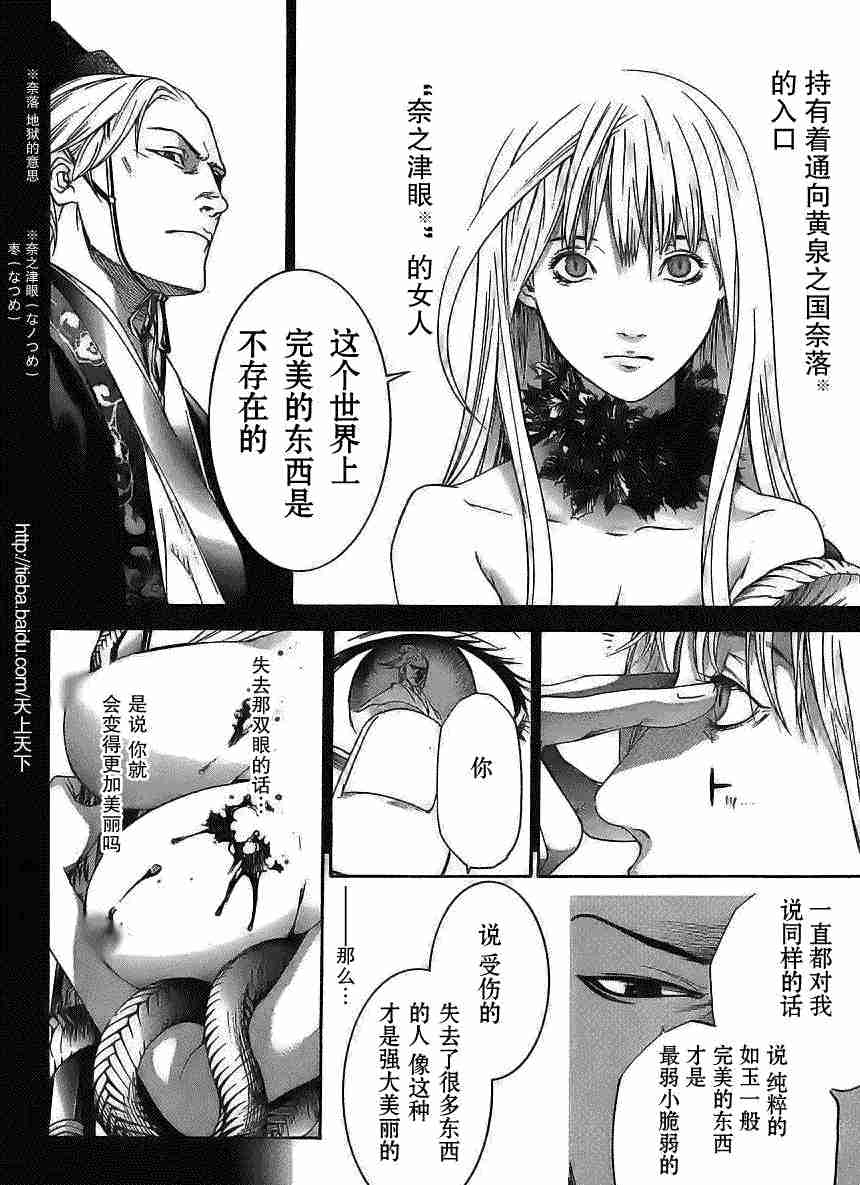 持有着通向黄泉之国奈落※
的入口
“奈之津眼※”的女人
这个世界上
完美的东西是
不存在的
※奈落 地獄的意思
※奈之津眼（なノつめ）
枣（なつめ）
http://tieba.baidu.com/天上天下
ト
你
失去那双眼的话…
是说 你就
会变得更加美丽吗
一直都对我
说同样的话
说 纯粹的
如玉一般
完美的东西
才是
最弱小脆弱的
说 受伤的
失去了很多东西
的人 像这种
才是强大美丽的
——那么…